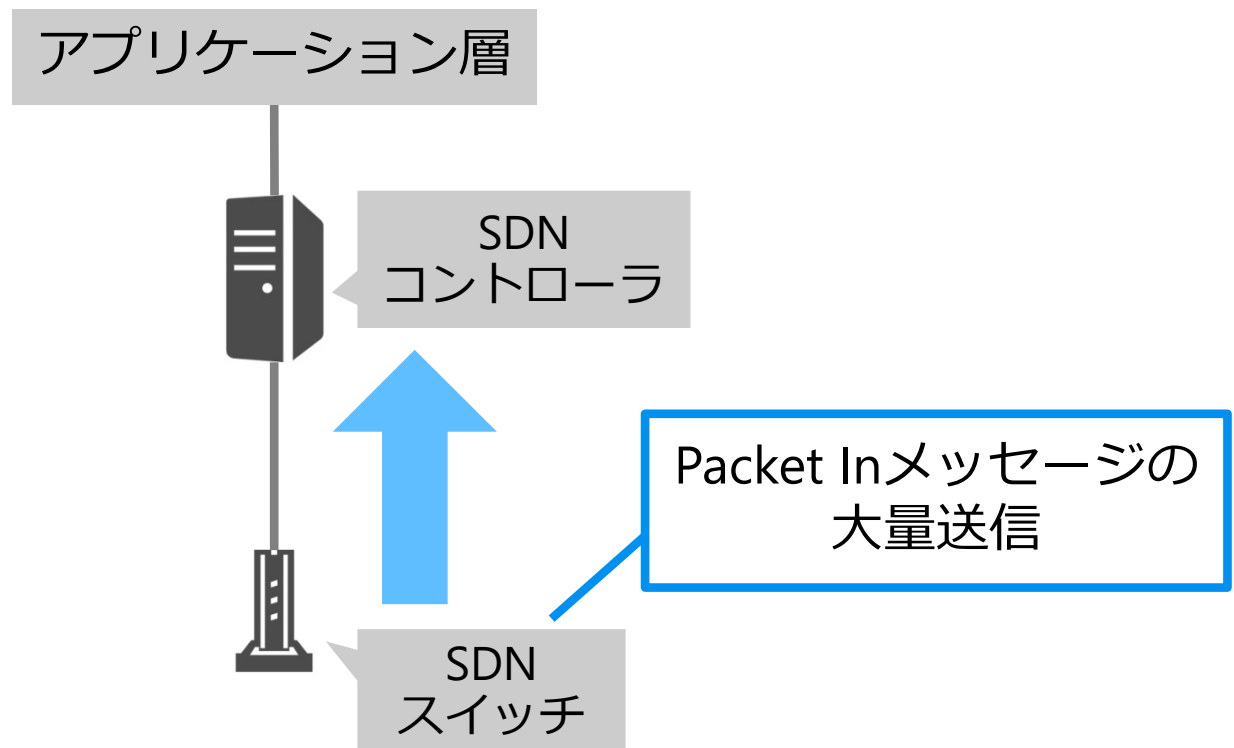 アプリケーション層
SDN
コントローラ
Packet Inメッセージの
大量送信
SDN
スイッチ